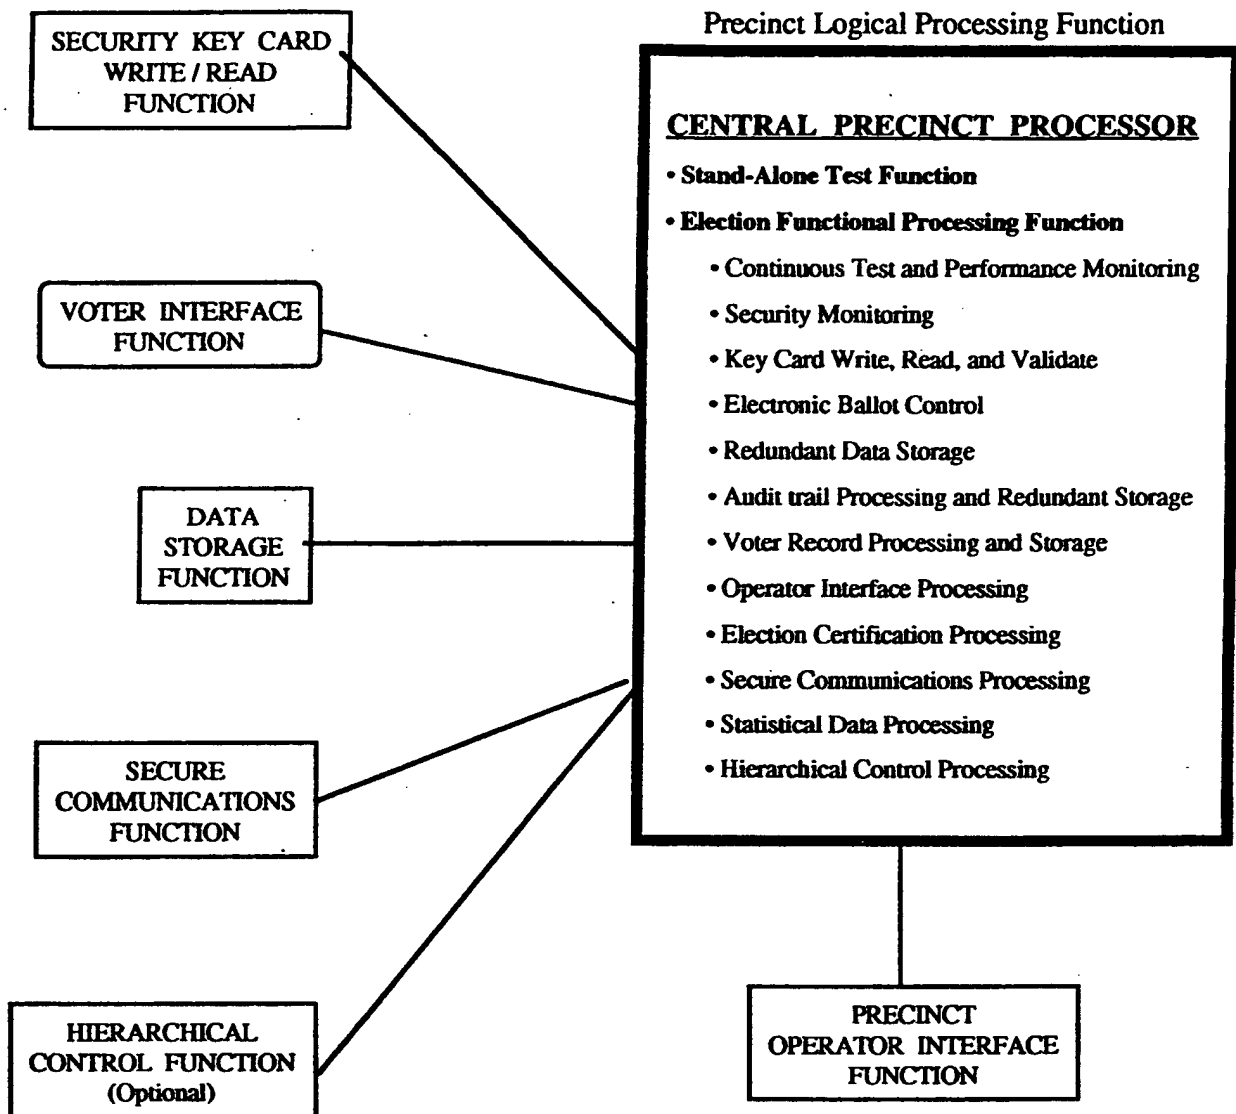 SECURITY KEY CARD
WRITE / READ
FUNCTION
VOTER INTERFACE
FUNCTION
DATA
STORAGE
FUNCTION
SECURE
COMMUNICATIONS
FUNCTION
HIERARCHICAL
CONTROL FUNCTION
(Optional)
Precinct Logical Processing Function
CENTRAL PRECINCT PROCESSOR
• Stand-Alone Test Function
• Election Functional Processing Function
• Continuous Test and Performance Monitoring
• Security Monitoring
• Key Card Write, Read, and Validate
• Electronic Ballot Control
• Redundant Data Storage
• Audit trail Processing and Redundant Storage
• Voter Record Processing and Storage
• Operator Interface Processing
• Election Certification Processing
• Secure Communications Processing
• Statistical Data Processing
• Hierarchical Control Processing
PRECINCT
OPERATOR INTERFACE
FUNCTION